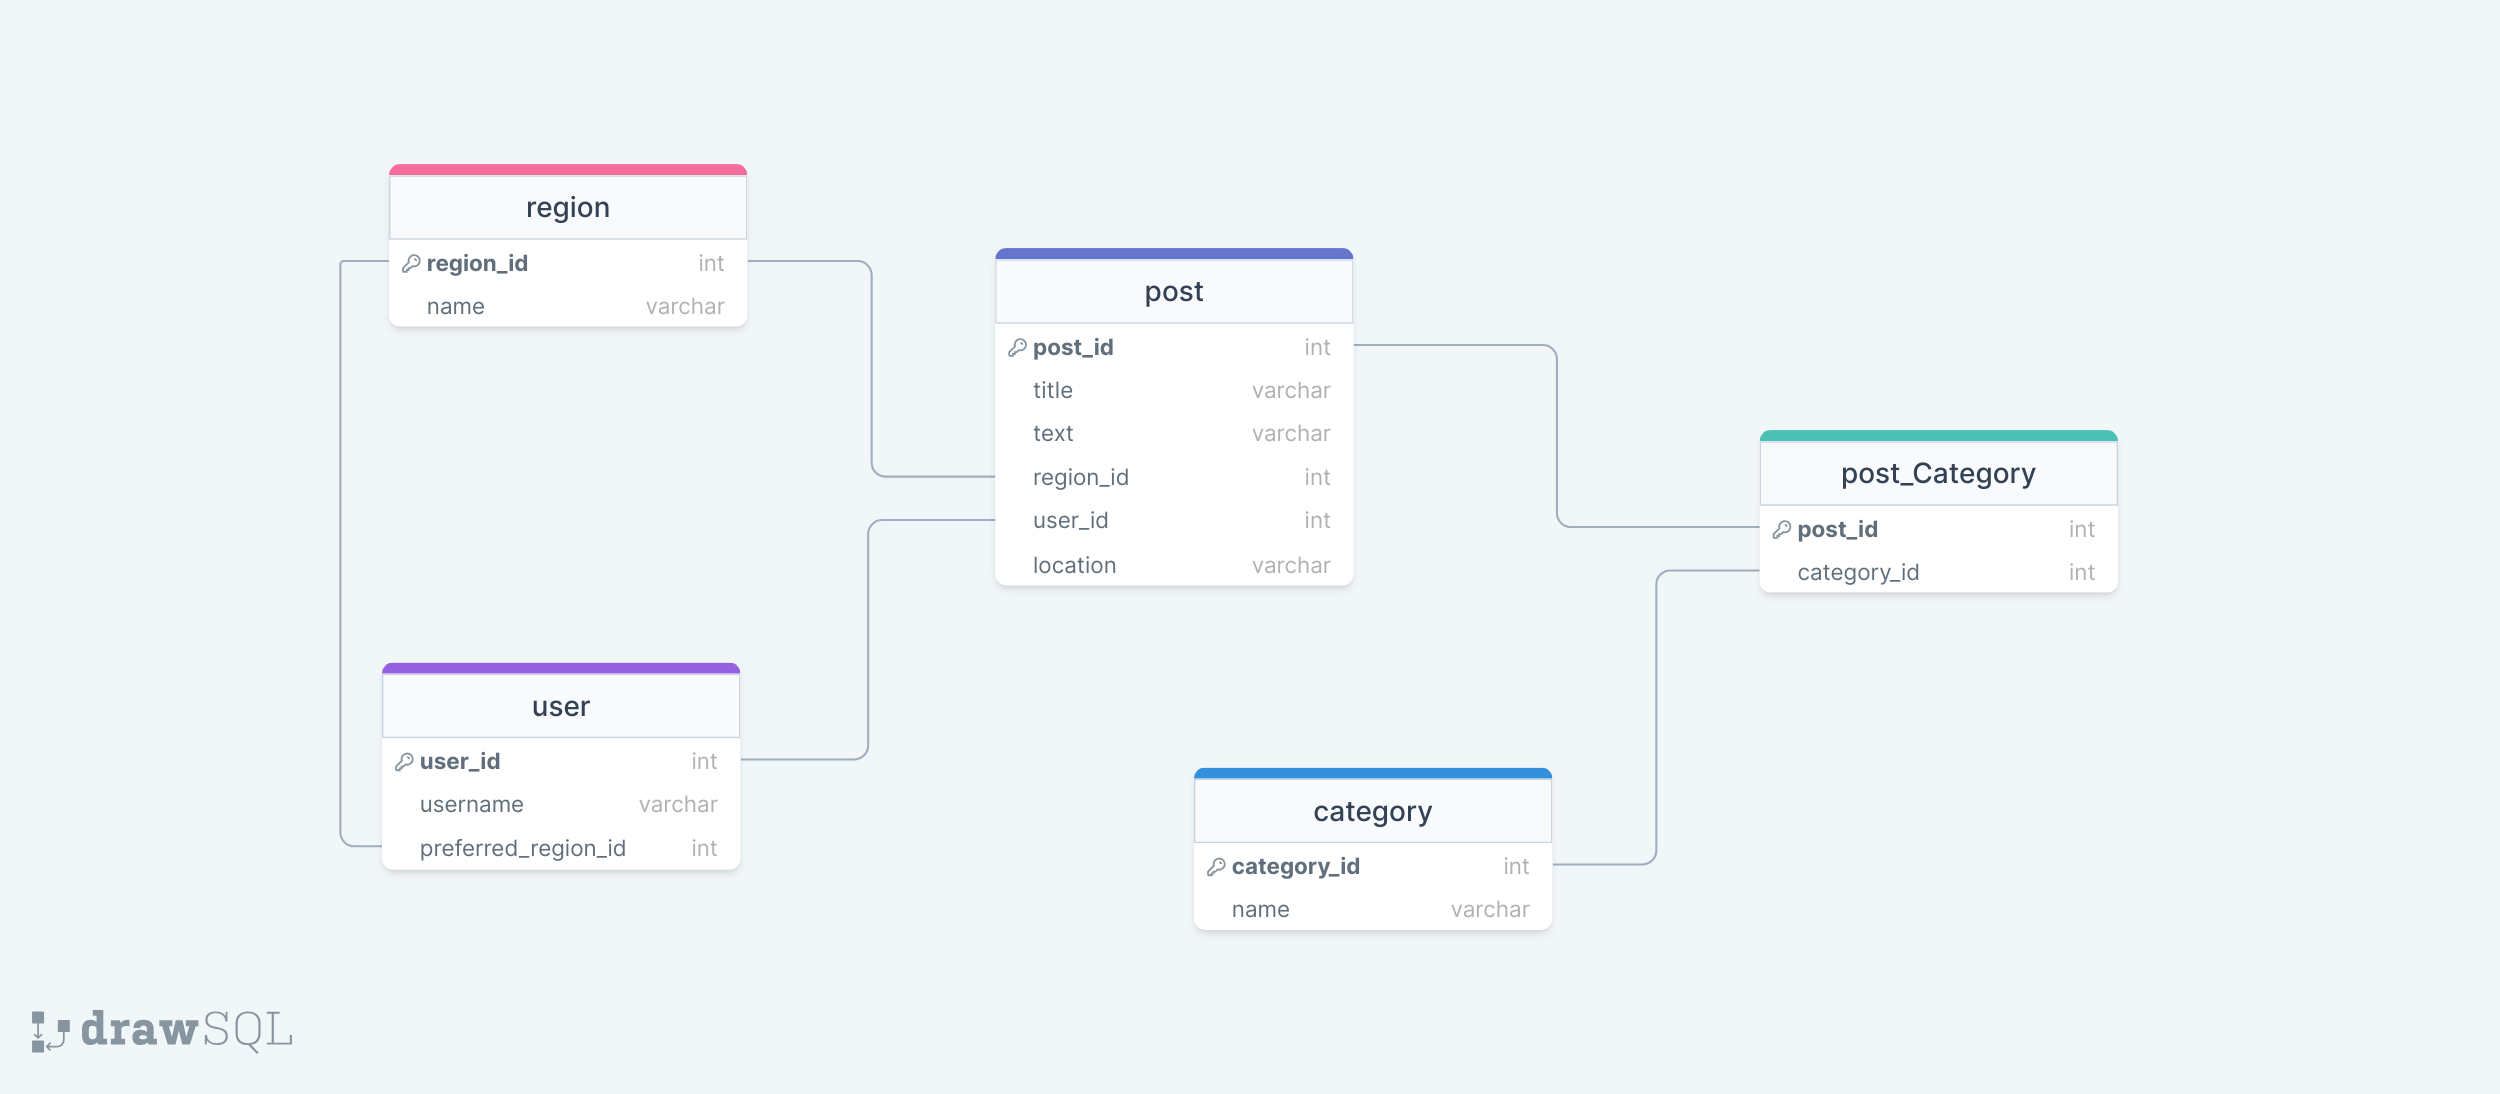 region
region_id int
name varchar
post
post_id int
title varchar
text varchar
region_id int
user_id int
location varchar
post_Category
post_id int
category_id int
user
user_id int
username varchar
preferred_region_id int
category
category_id int
name varchar
drawSQL